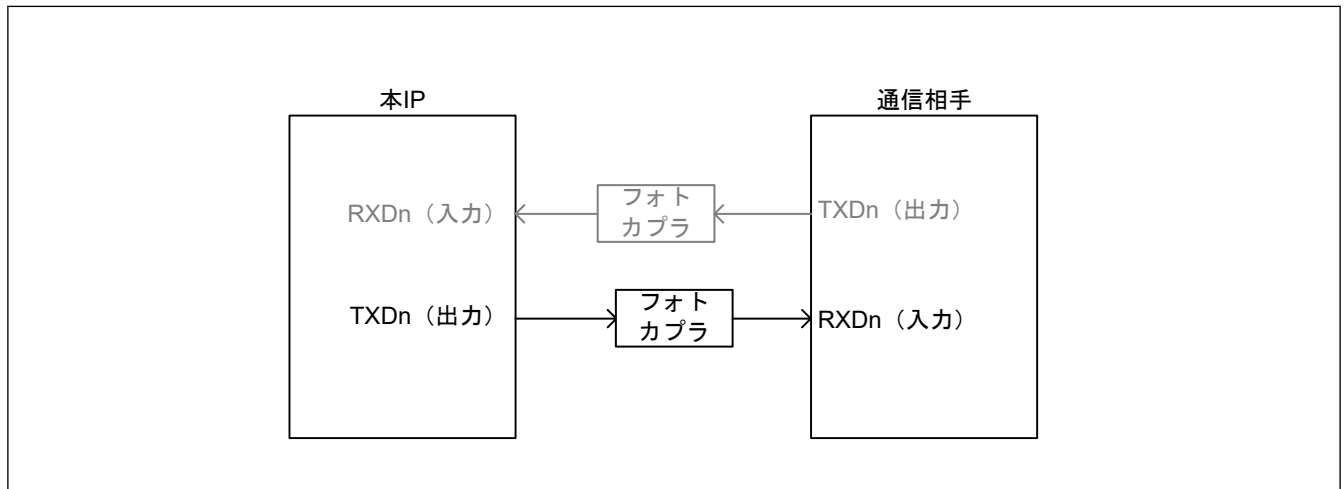 本IP
通信相手
RXDn（入力）
フォト
カプラ
TXDn（出力）
TXDn（出力）
フォト
カプラ
RXDn（入力）